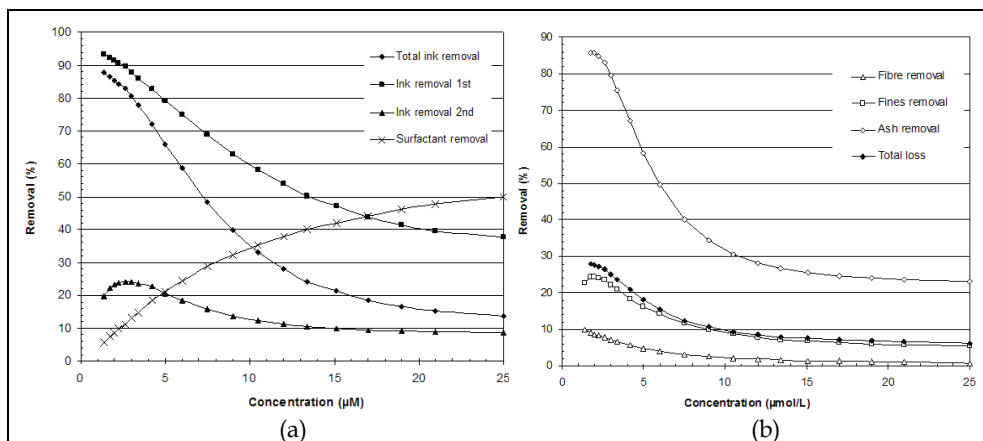 100
90
80
70
60
50
40
30
20
10
0
Removal (%)
0 5 10 15 20 25
Concentration (µM)
Total ink removal
Ink removal 1st
Ink removal 2nd
Surfactant removal
(a)
90
80
70
60
50
40
30
20
10
0
Removal (%)
0 5 10 15 20 25
Concentration (µmol/L)
Fibre removal
Fines removal
Ash removal
Total loss
(b)